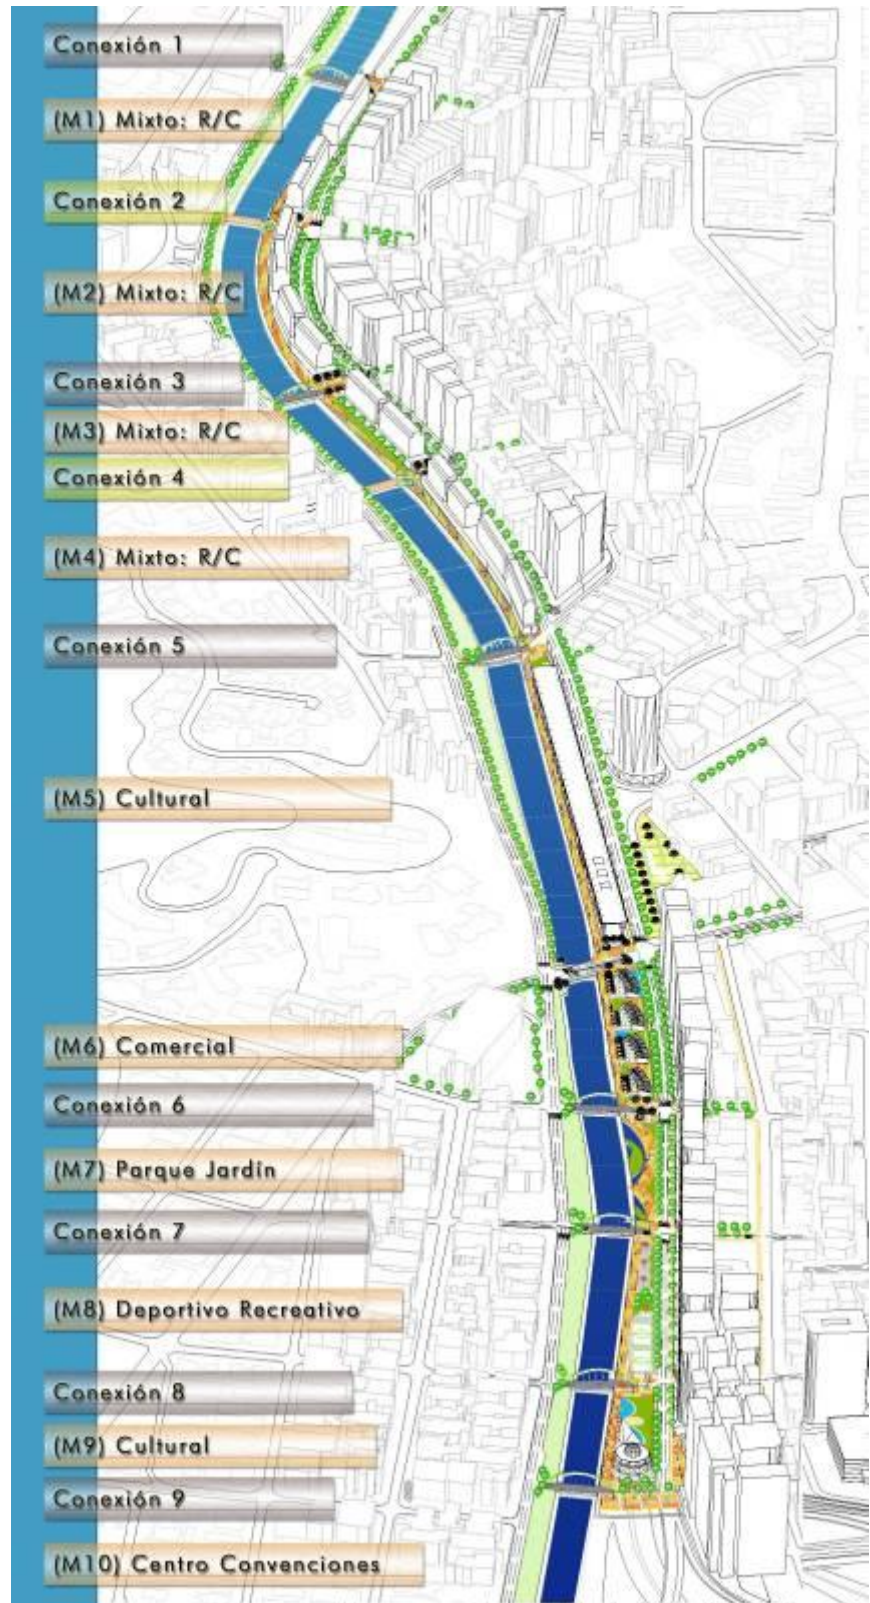 Conexión 1
(M1) Mixto: R/C
Conexión 2
(M2) Mixto: R/C
Conexión 3
(M3) Mixto: R/C
Conexión 4
(M4) Mixto: R/C
Conexión 5
(M5) Cultural
(M6) Comercial
Conexión 6
(M7) Parque Jardín
Conexión 7
(M8) Deportivo Recreativo
Conexión 8
(M9) Cultural
Conexión 9
(M10) Centro Convenciones